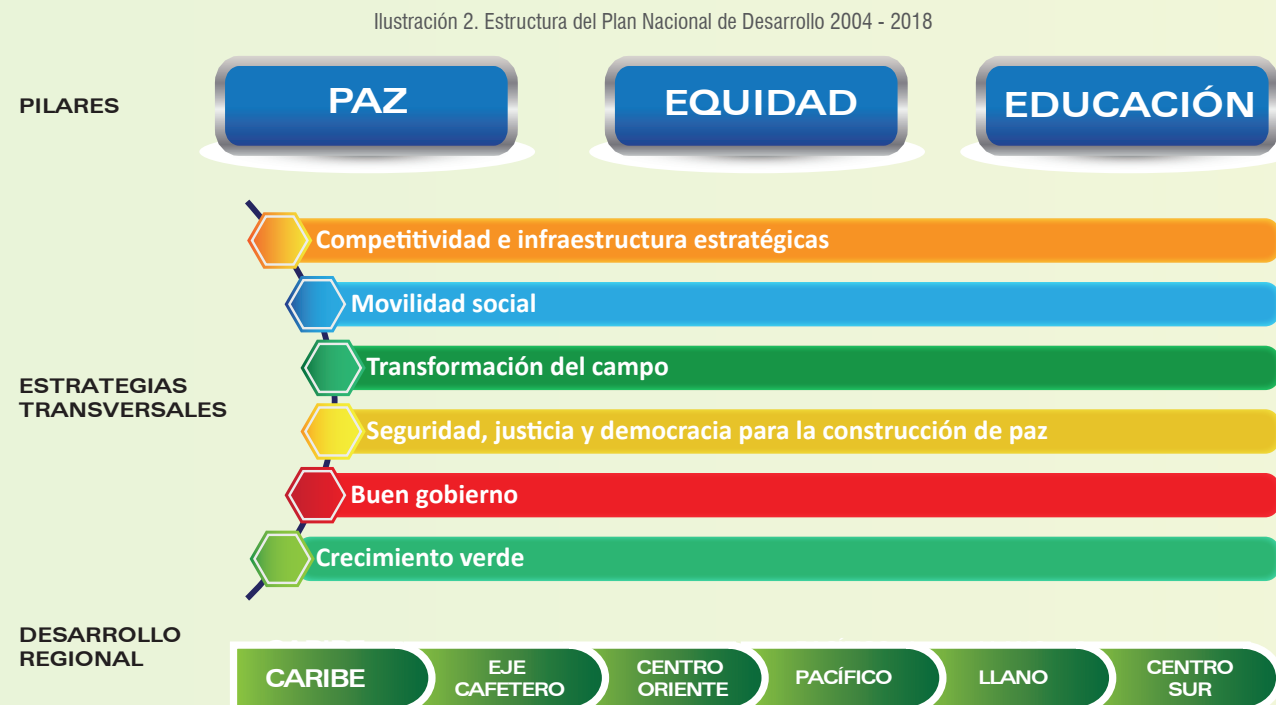 Ilustración 2. Estructura del Plan Nacional de Desarrollo 2004 - 2018
PILARES
PAZ
EQUIDAD
EDUCACIÓN
ESTRATEGIAS
TRANSVERSALES
Competitividad e infraestructura estratégicas
Movilidad social
Transformación del campo
Seguridad, justicia y democracia para la construcción de paz
Buen gobierno
Crecimiento verde
DESARROLLO
REGIONAL
CARIBE
EJE
CAFETERO
CENTRO
ORIENTE
PACÍFICO
LLANO
CENTRO
SUR